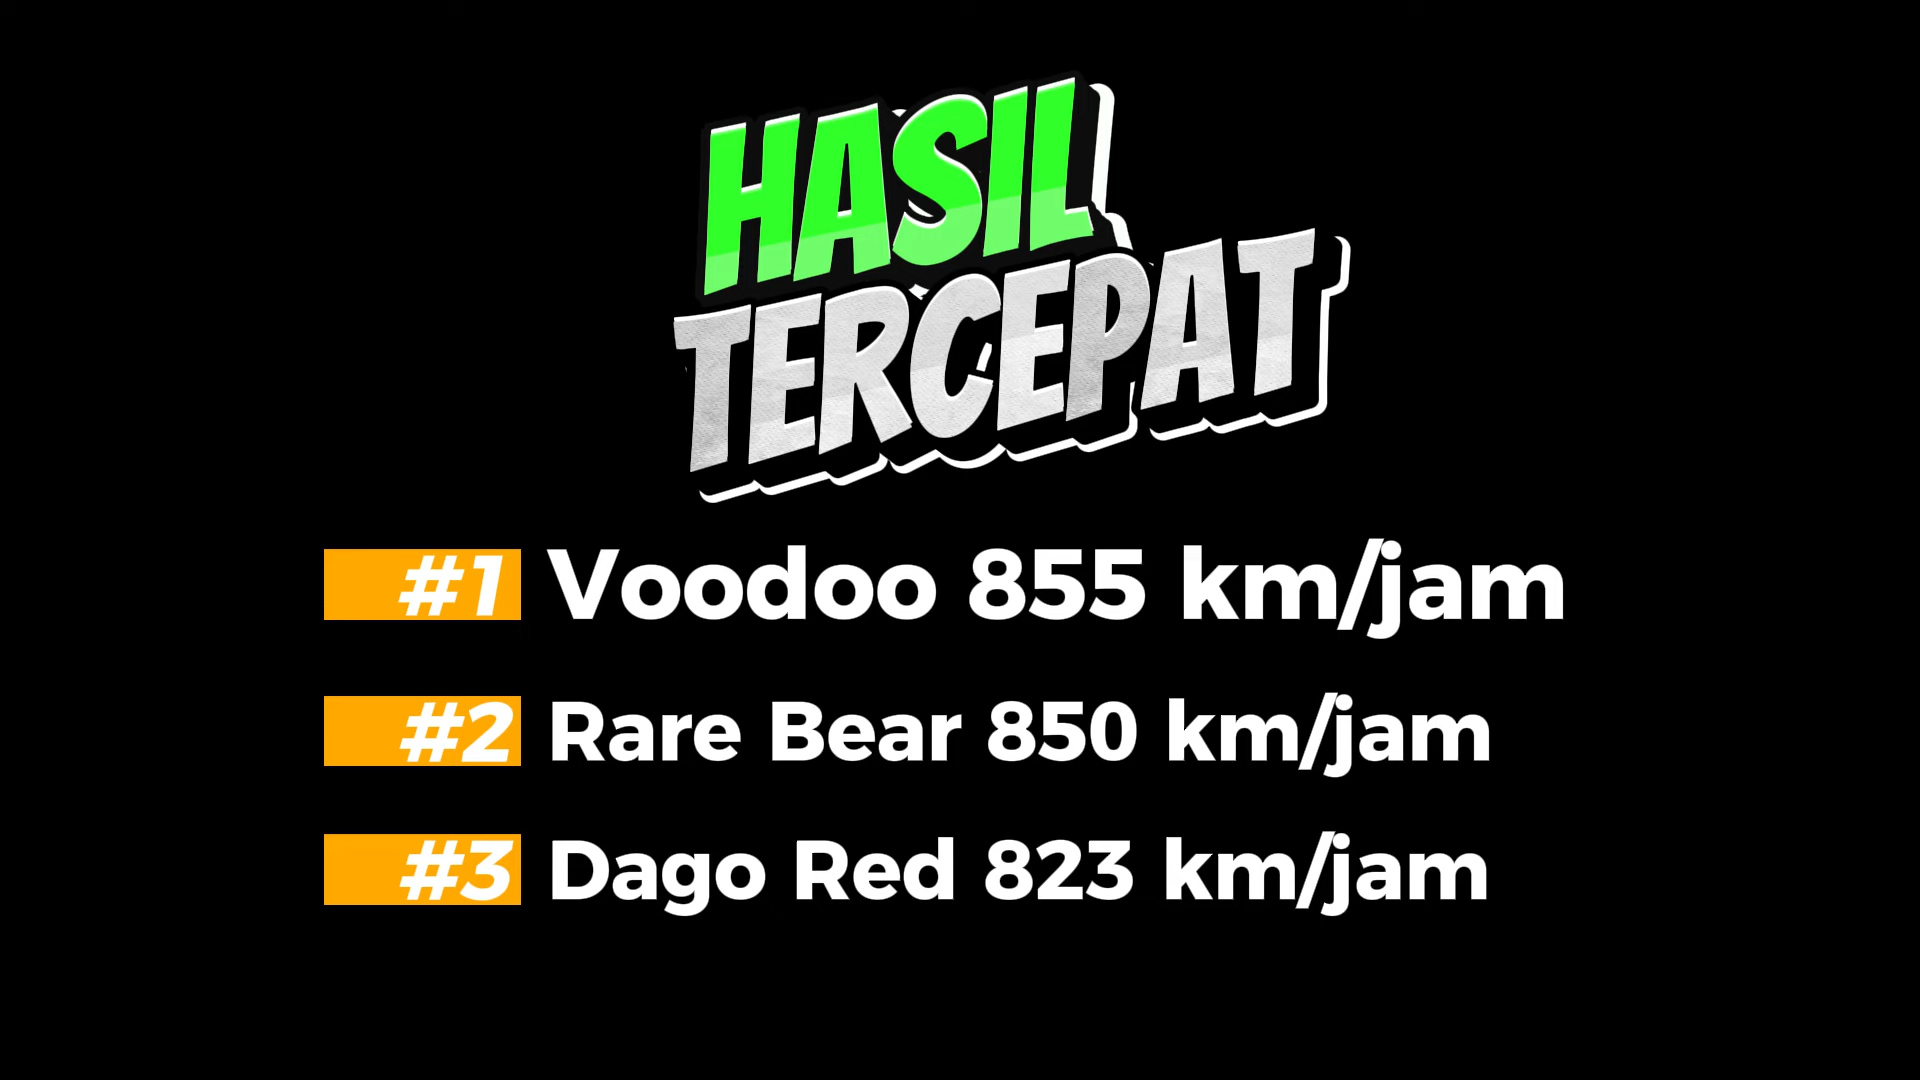 HASIL
TERCEPAT
#1 Voodoo 855 km/jam
#2 Rare Bear 850 km/jam
#3 Dago Red 823 km/jam